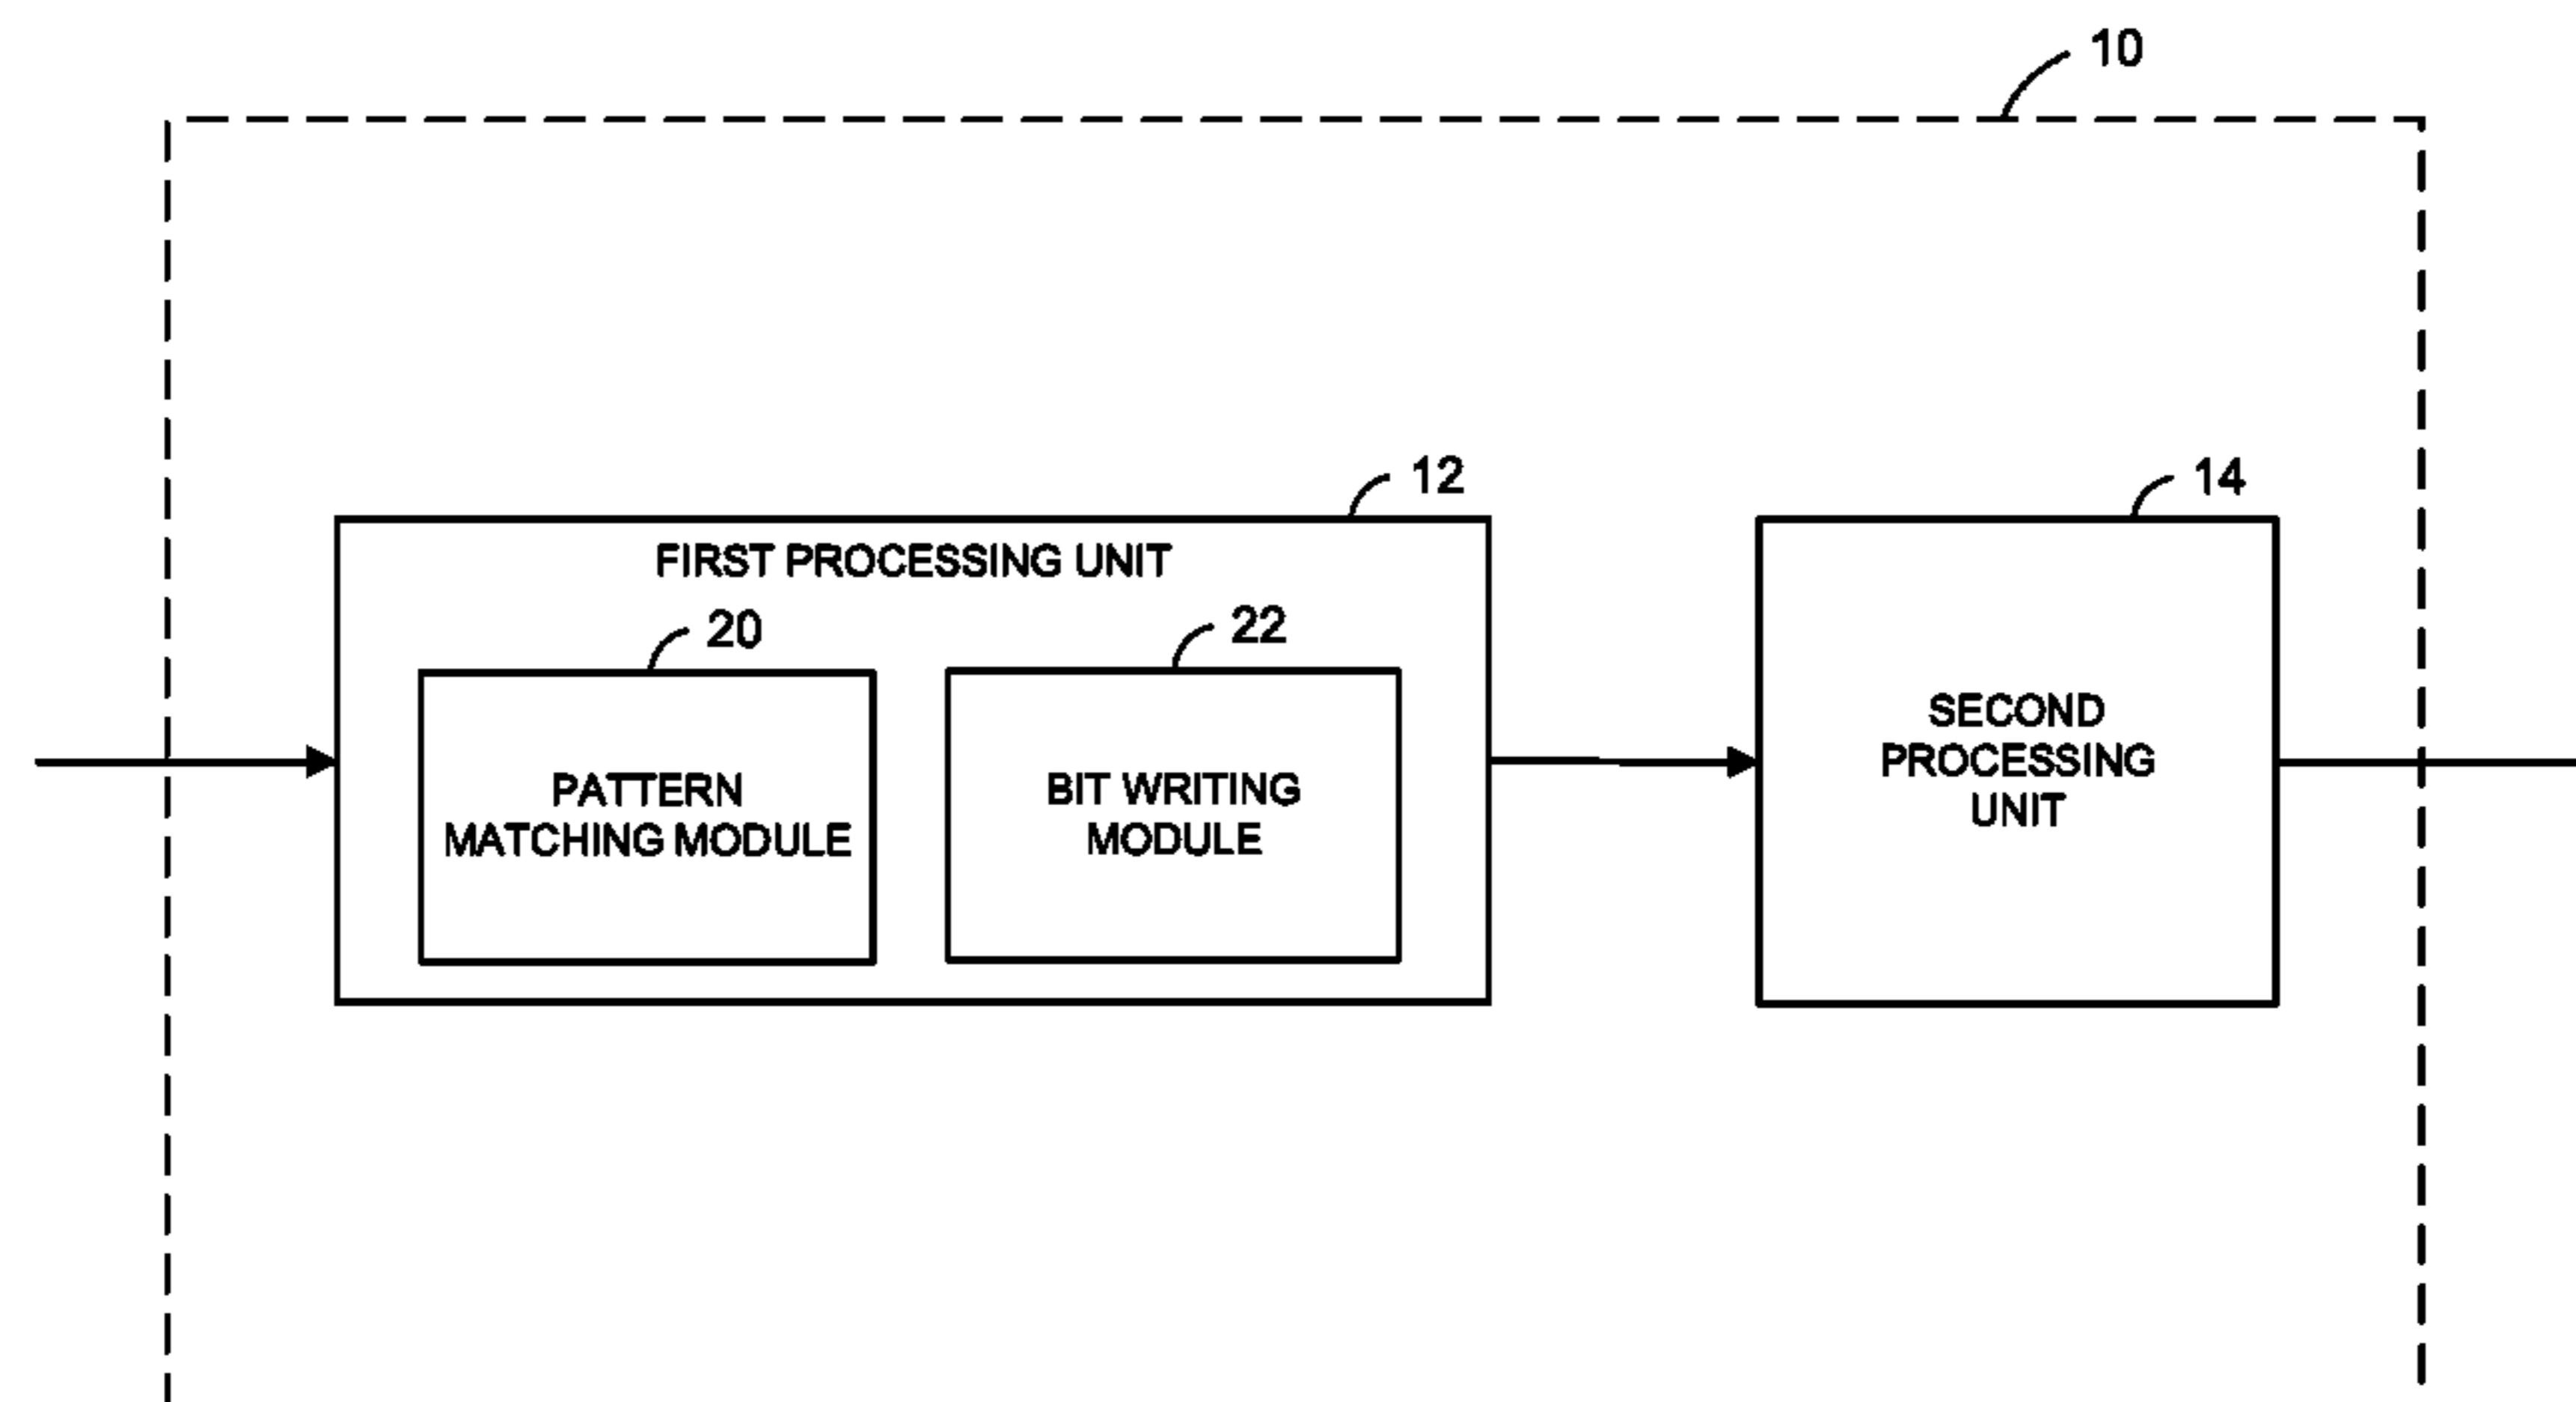 10
12
14
FIRST PROCESSING UNIT
20
22
PATTERN
MATCHING MODULE
BIT WRITING
MODULE
SECOND
PROCESSING
UNIT